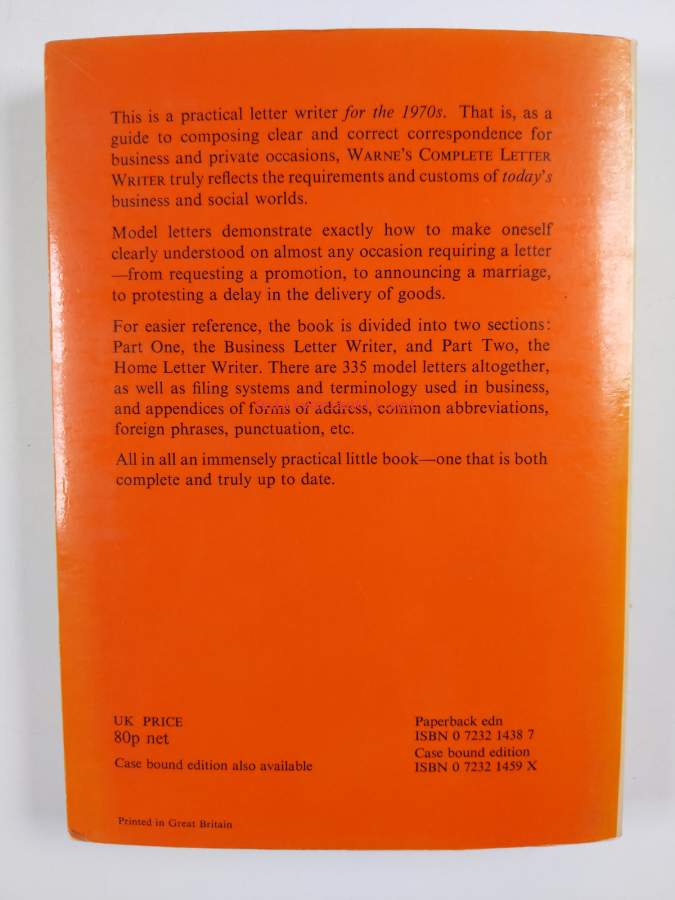 This is a practical letter writer for the 1970s. That is, as a
guide to composing clear and correct correspondence for
business and private occasions, WARNE'S COMPLETE LETTER
WRITER truly reflects the requirements and customs of today's
business and social worlds.
Model letters demonstrate exactly how to make oneself
clearly understood on almost any occasion requiring a letter
—from requesting a promotion, to announcing a marriage,
to protesting a delay in the delivery of goods.
For easier reference, the book is divided into two sections:
Part One, the Business Letter Writer, and Part Two, the
Home Letter Writer. There are 335 model letters altogether,
as well as filing systems and terminology used in business,
and appendices of forms of address, common abbreviations,
foreign phrases, punctuation, etc.
All in all an immensely practical little book—one that is both
complete and truly up to date.
UK PRICE
80p net
Case bound edition also available
Paperback edn
ISBN 0 7232 1438 7
Case bound edition
ISBN 0 7232 1459 X
Printed in Great Britain